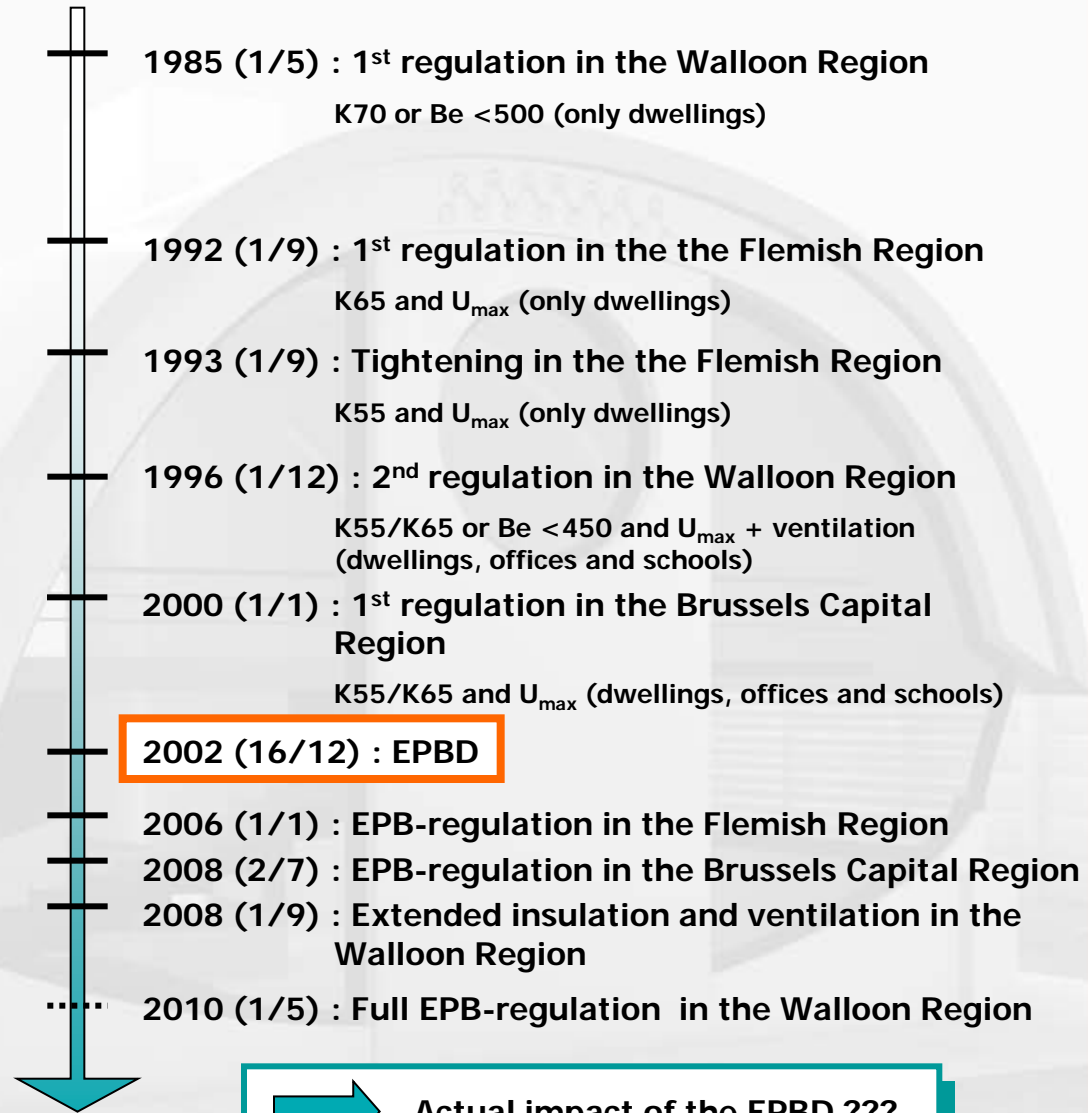 1985 (1/5) : 1st regulation in the Walloon Region
K70 or Be <500 (only dwellings)
1992 (1/9) : 1st regulation in the the Flemish Region
K65 and Umax (only dwellings)
1993 (1/9) : Tightening in the the Flemish Region
K55 and Umax (only dwellings)
1996 (1/12) : 2nd regulation in the Walloon Region
K55/K65 or Be <450 and Umax + ventilation
(dwellings, offices and schools)
2000 (1/1) : 1st regulation in the Brussels Capital
Region
K55/K65 and Umax (dwellings, offices and schools)
2002 (16/12) : EPBD
2006 (1/1) : EPB-regulation in the Flemish Region
2008 (2/7) : EPB-regulation in the Brussels Capital Region
2008 (1/9) : Extended insulation and ventilation in the
Walloon Region
2010 (1/5) : Full EPB-regulation in the Walloon Region
Actual impact of the EPBD ???